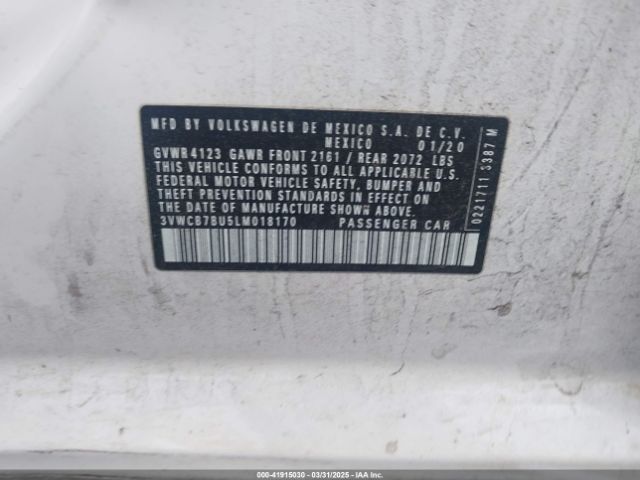 MFD BY VOLKSWAGEN DE MEXICO S.A. DE C.V.
MEXICO 01/20
GVWR 4123 GAWR FRONT 2161 / REAR 2072 LBS
THIS VEHICLE CONFORMS TO ALL APPLICABLE U.S.
FEDERAL MOTOR VEHICLE SAFETY, BUMPER AND
THEFT PREVENTION STANDARDS IN EFFECT ON THE
DATE OF MANUFACTURE SHOWN ABOVE.
3VWCB7BU5LM018170 PASSENGER CAR
0221711 3387 M
000-41915030 - 03/31/2025 - IAA Inc.